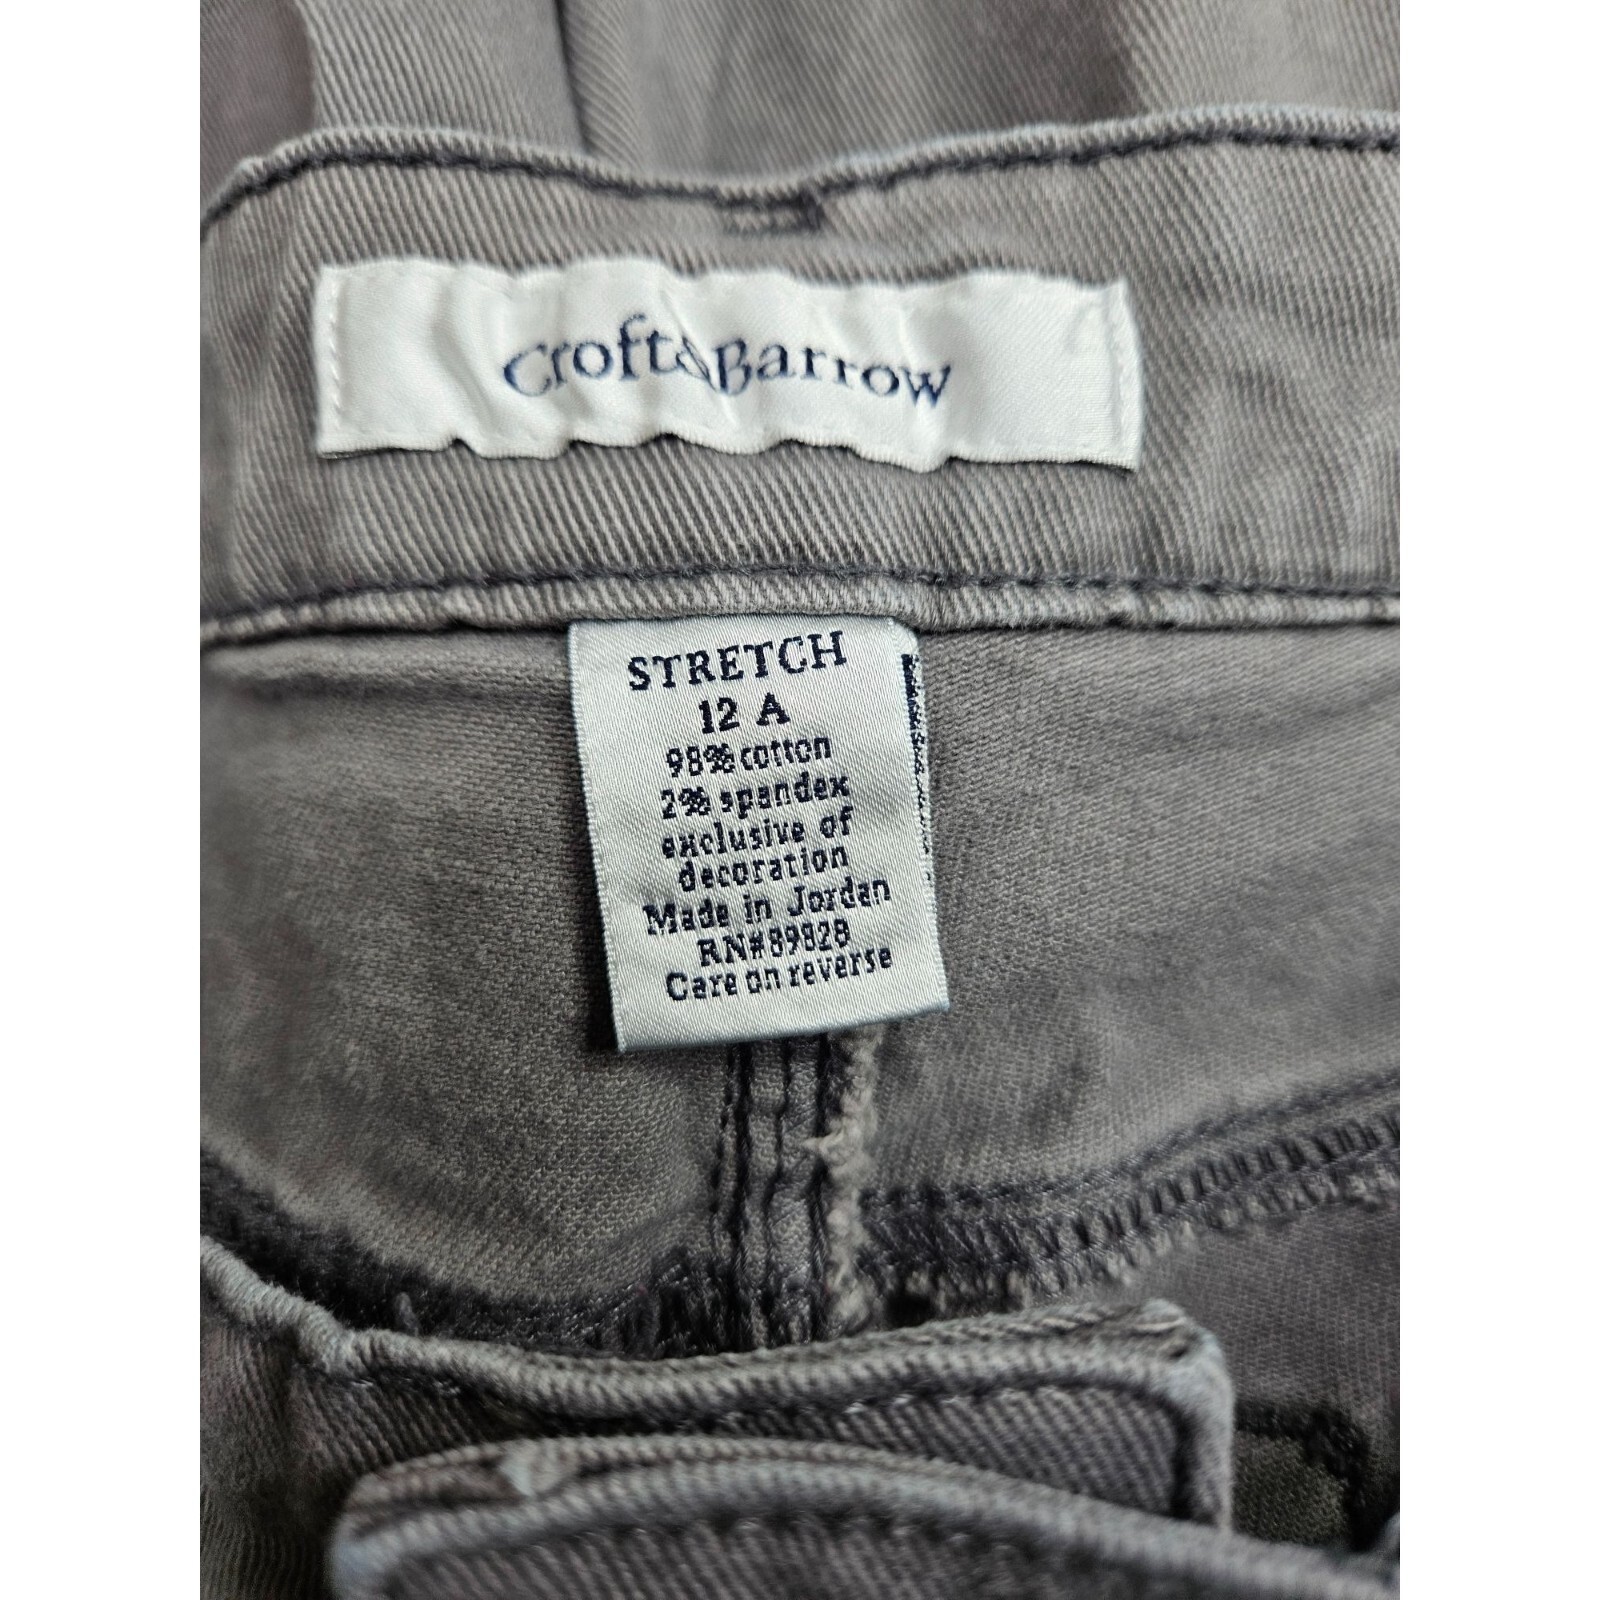 Croft&Barrow
STRETCH
12 A
98% cotton
2% spandex
exclusive of
decoration
Made in Jordan
RN#89828
Care on reverse